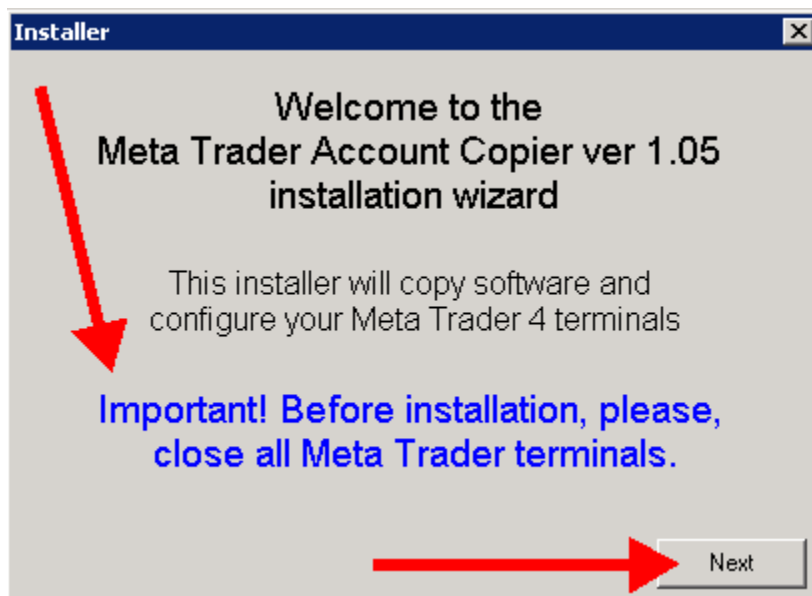 Installer
Welcome to the
Meta Trader Account Copier ver 1.05
installation wizard
This installer will copy software and
configure your Meta Trader 4 terminals
Important! Before installation, please,
close all Meta Trader terminals.
Next